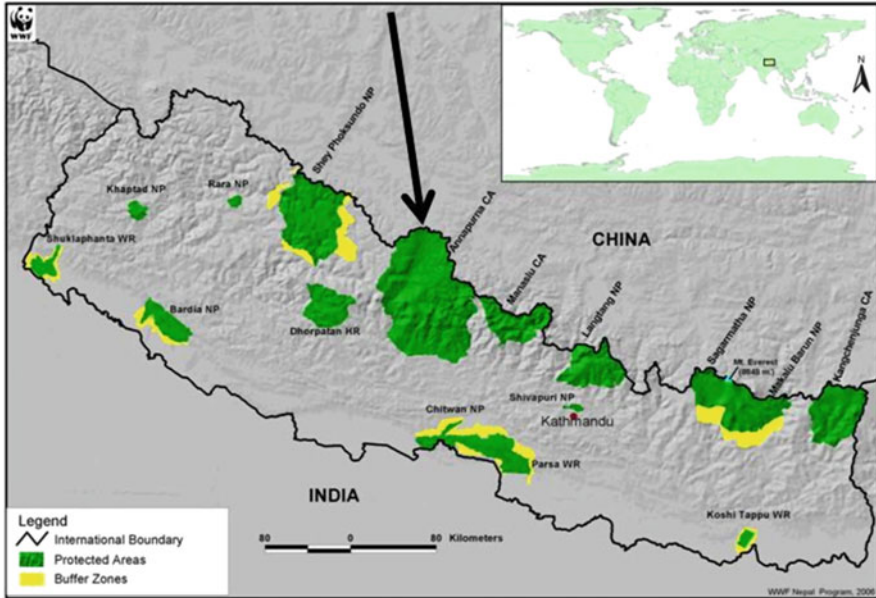 WWF
N
Shey Phoksundo NP
Khaptad NP
Rara NP
Annapurna CA
Shuklaphanta WR
CHINA
Manaslu CA
Bardia NP
Dhorpatan HR
Langtang NP
Sagarmatha NP
Mt. Everest
(8848 m.)
Makalu Barun NP
Kangchenjunga CA
Shivapuri NP
Kathmandu
Chitwan NP
Parsa WR
INDIA
Koshi Tappu WR
Legend
International Boundary
Protected Areas
Buffer Zones
80 0 80 Kilometers
WWF Nepal Program, 2006